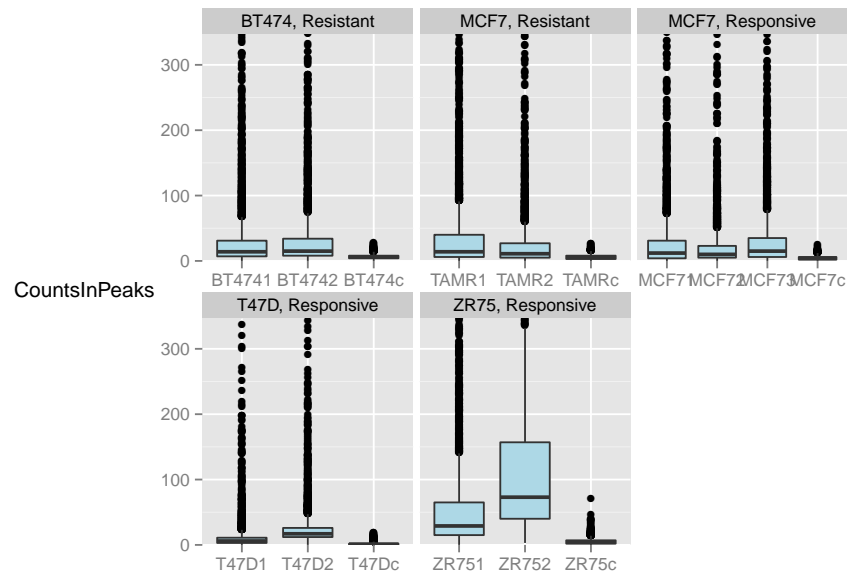 BT474, Resistant MCF7, Resistant MCF7, Responsive
300
200
100
0
BT4741 BT4742 BT474c TAMR1 TAMR2 TAMRc MCF71 MCF72 MCF73 MCF7c
CountsInPeaks
T47D, Responsive ZR75, Responsive
300
200
100
0
T47D1 T47D2 T47Dc ZR751 ZR752 ZR75c